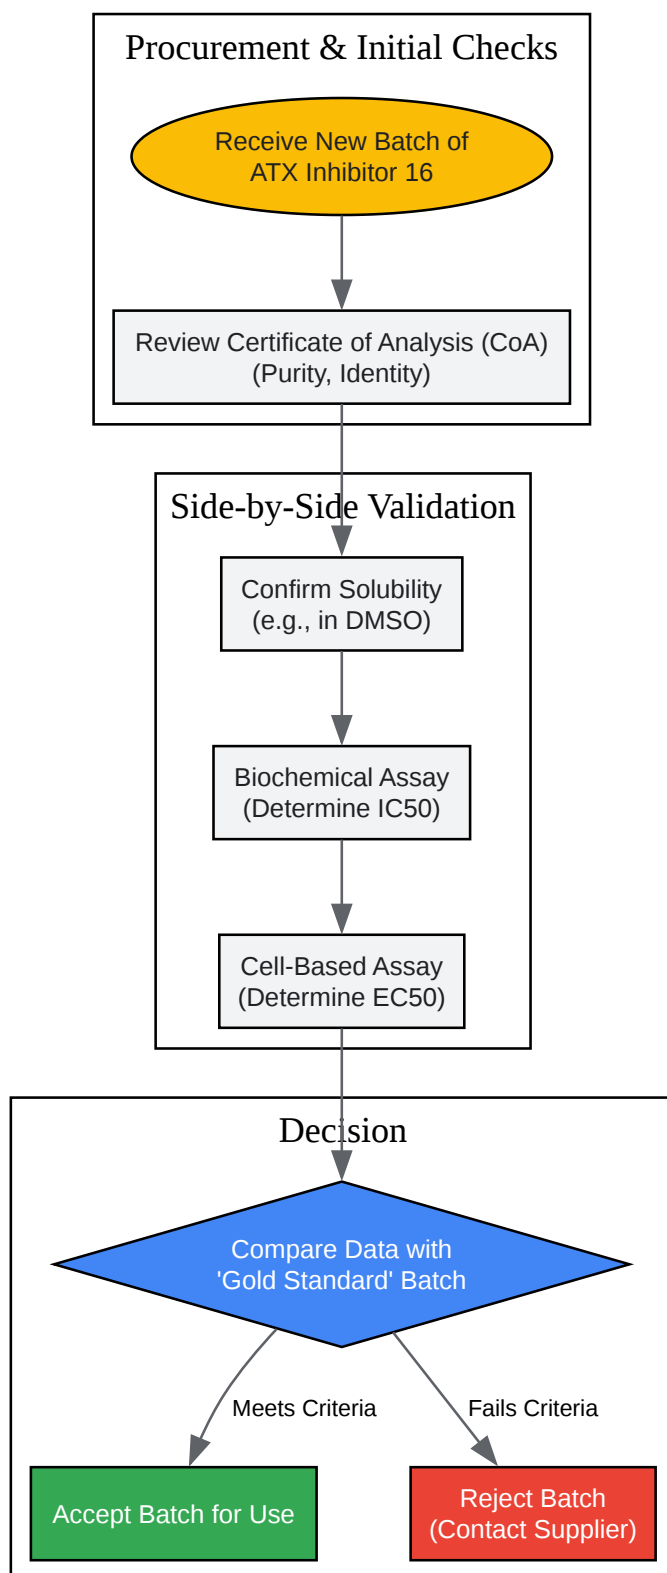 Procurement & Initial Checks
Receive New Batch of
ATX Inhibitor 16
Review Certificate of Analysis (CoA)
(Purity, Identity)
Side-by-Side Validation
Confirm Solubility
(e.g., in DMSO)
Biochemical Assay
(Determine IC50)
Cell-Based Assay
(Determine EC50)
Decision
Compare Data with
'Gold Standard' Batch
Meets Criteria
Fails Criteria
Accept Batch for Use
Reject Batch
(Contact Supplier)